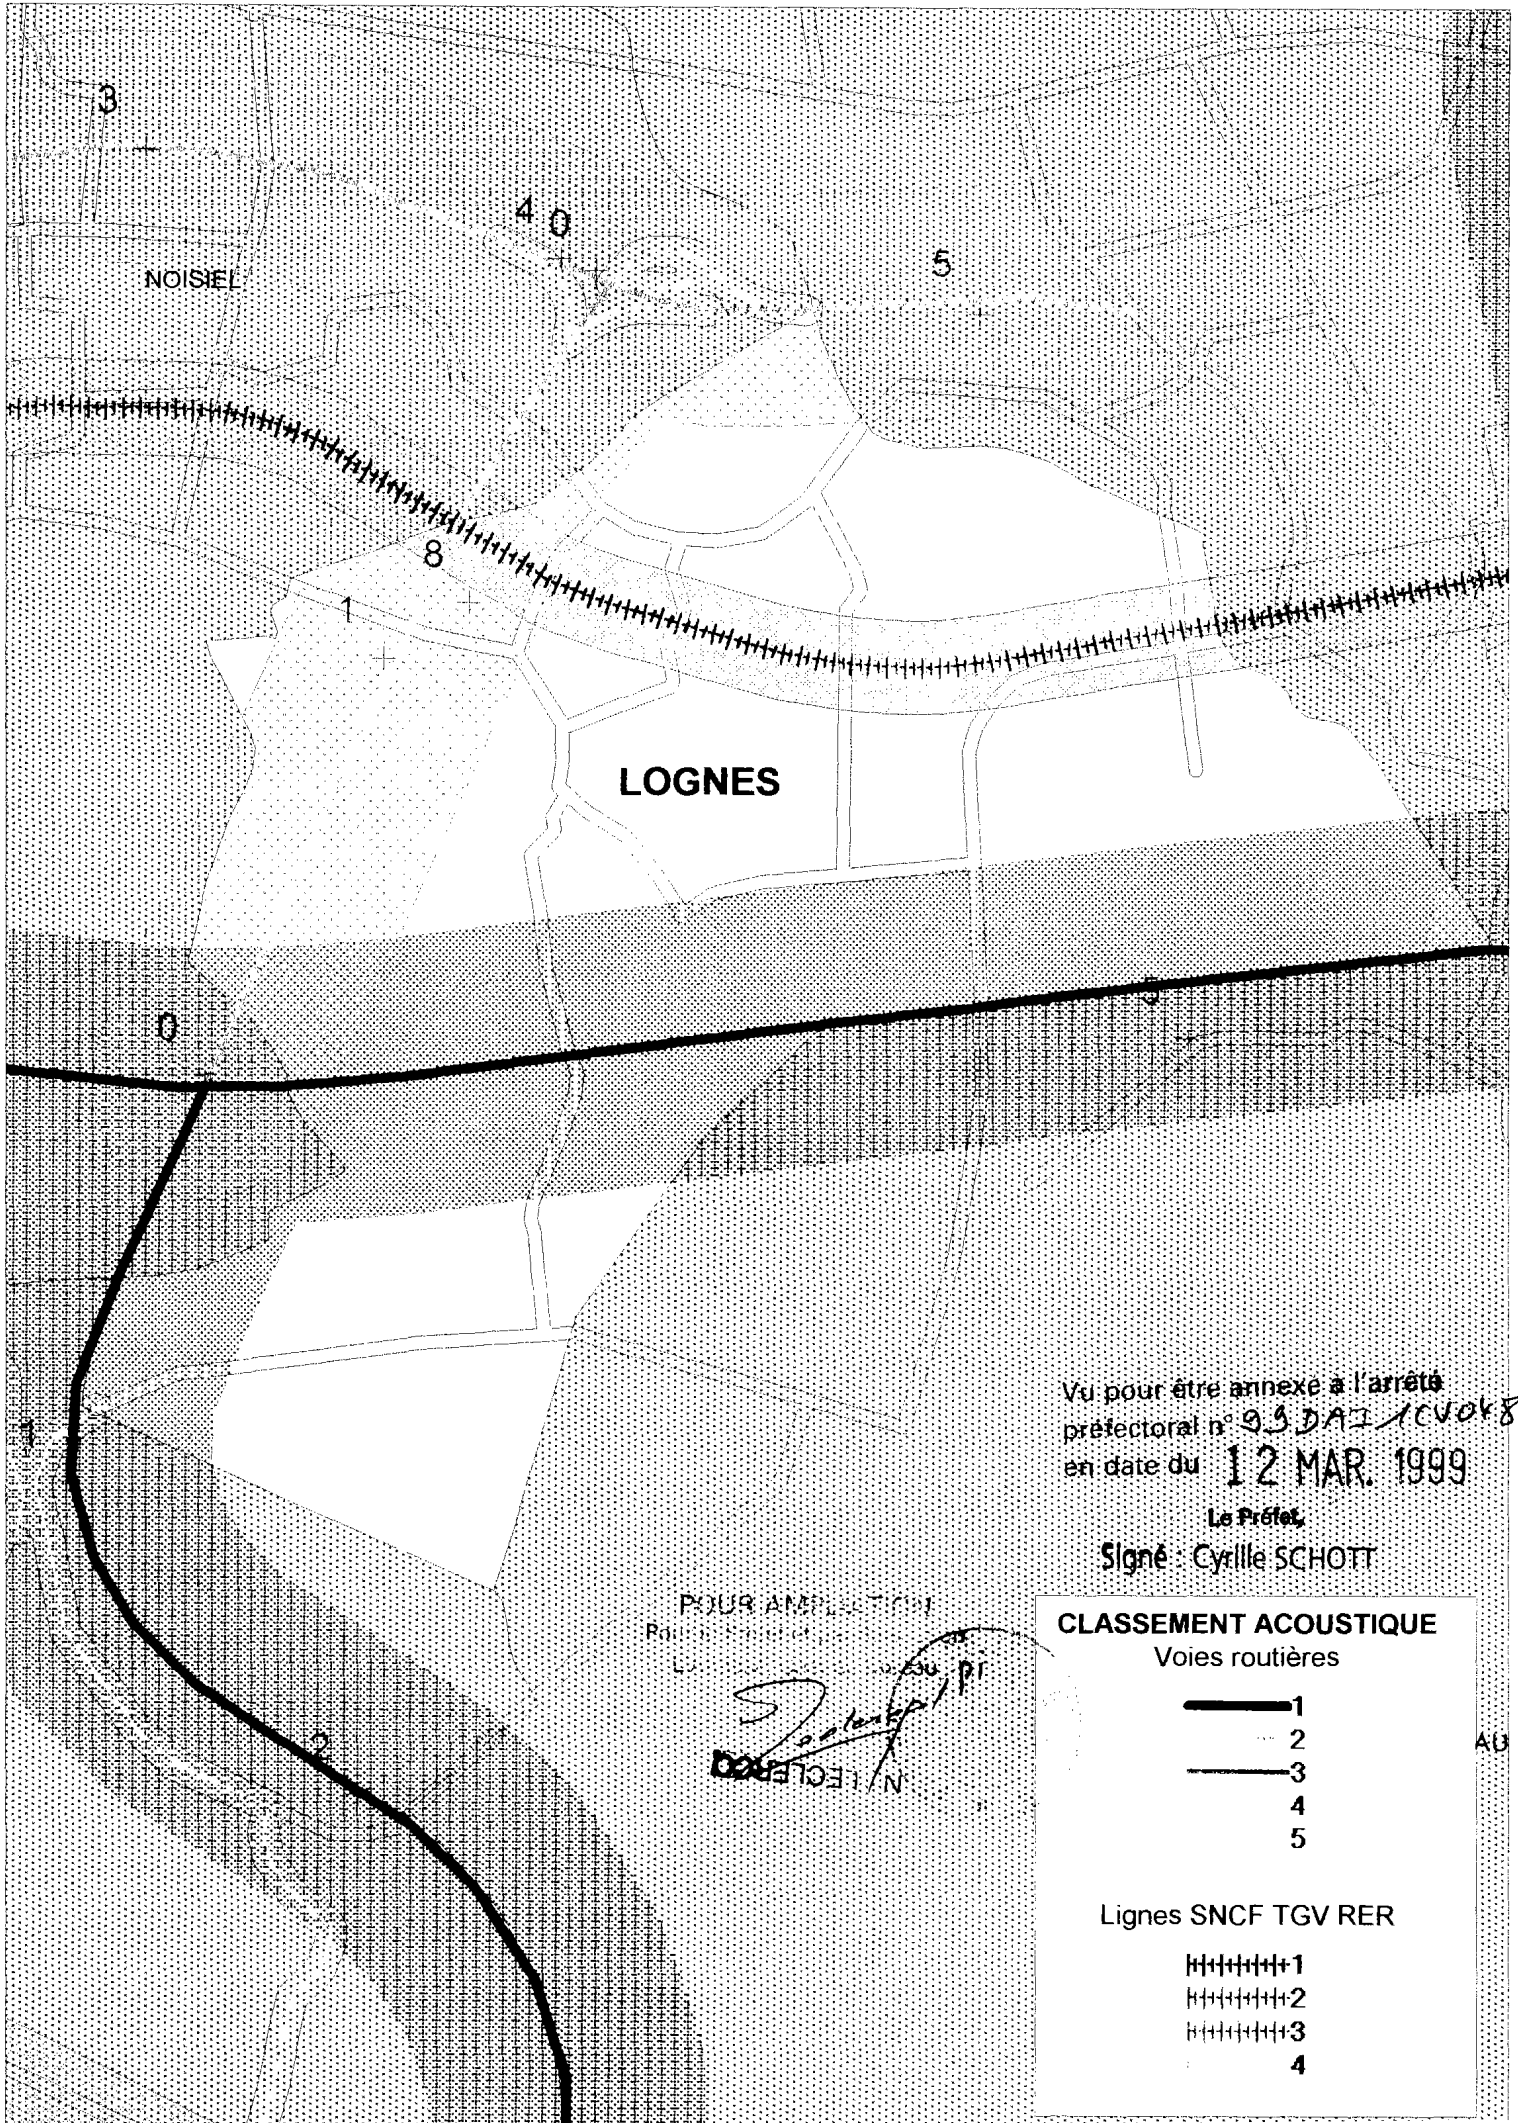 3
4 0
5
NOISIEL
8
1
LOGNES
0
5
1
2
Vu pour être annexé à l'arrêté
préfectoral n° 99 DAI 1CV048
en date du 12 MAR. 1999
Le Préfet,
Signé : Cyrille SCHOTT
POUR AMPLIATION
CLASSEMENT ACOUSTIQUE
Voies routières
1
2
3
4
5
AU
Lignes SNCF TGV RER
1
2
3
4